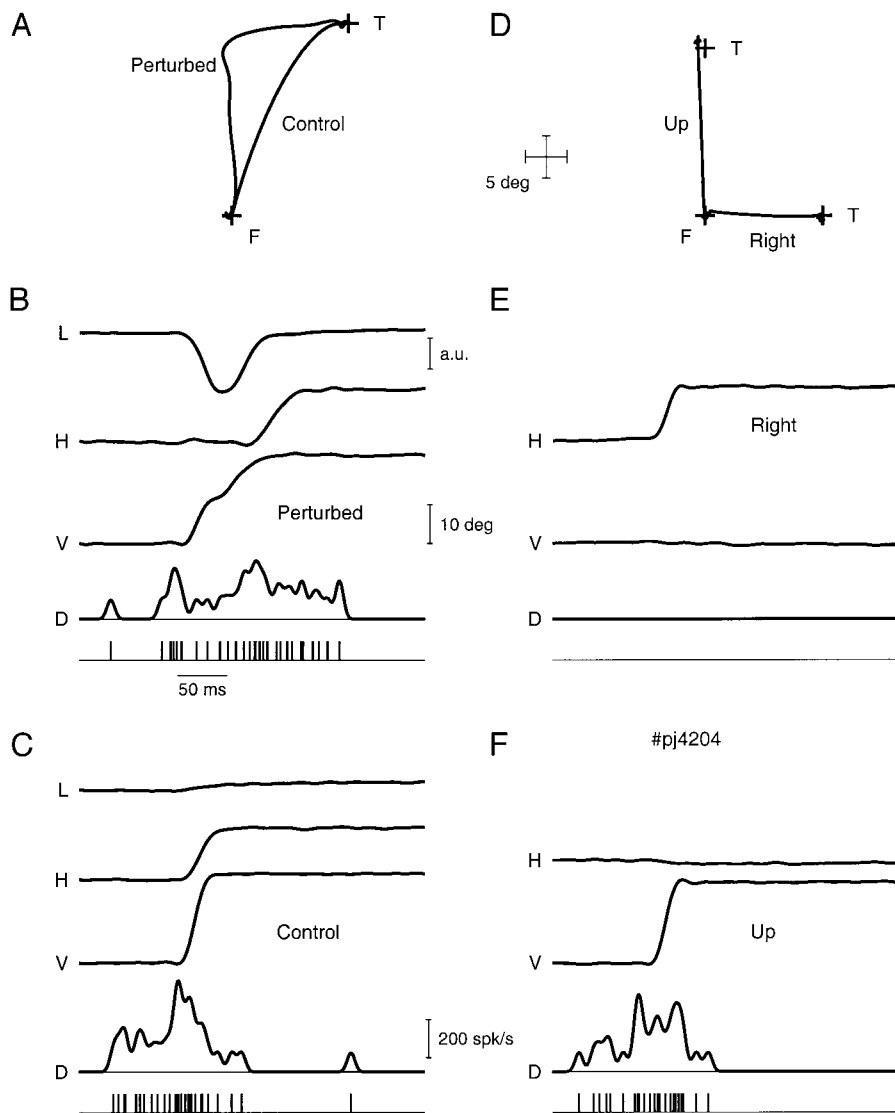 A
T
Perturbed
Control
F
D
T
Up
5 deg
F
Right
T
B
L
a.u.
H
Perturbed
10 deg
V
D
50 ms
E
H
Right
V
D
C
L
H
Control
V
200 spk/s
D
F
#pj4204
H
Up
V
D